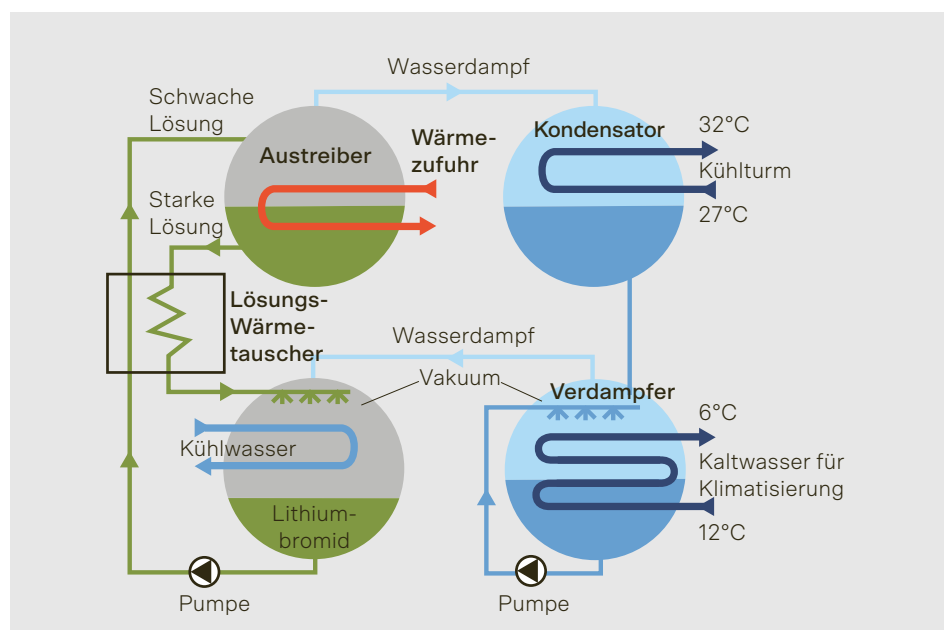 Wasserdampf
Schwache
Lösung
Austreiber
Wärme-
zufuhr
Kondensator
32°C
Kühlturm
27°C
Starke
Lösung
Lösungs-
Wärme-
tauscher
Wasserdampf
Vakuum
Verdampfer
6°C
Kühlwasser
Kaltwasser für
Klimatisierung
12°C
Lithium-
bromid
Pumpe
Pumpe